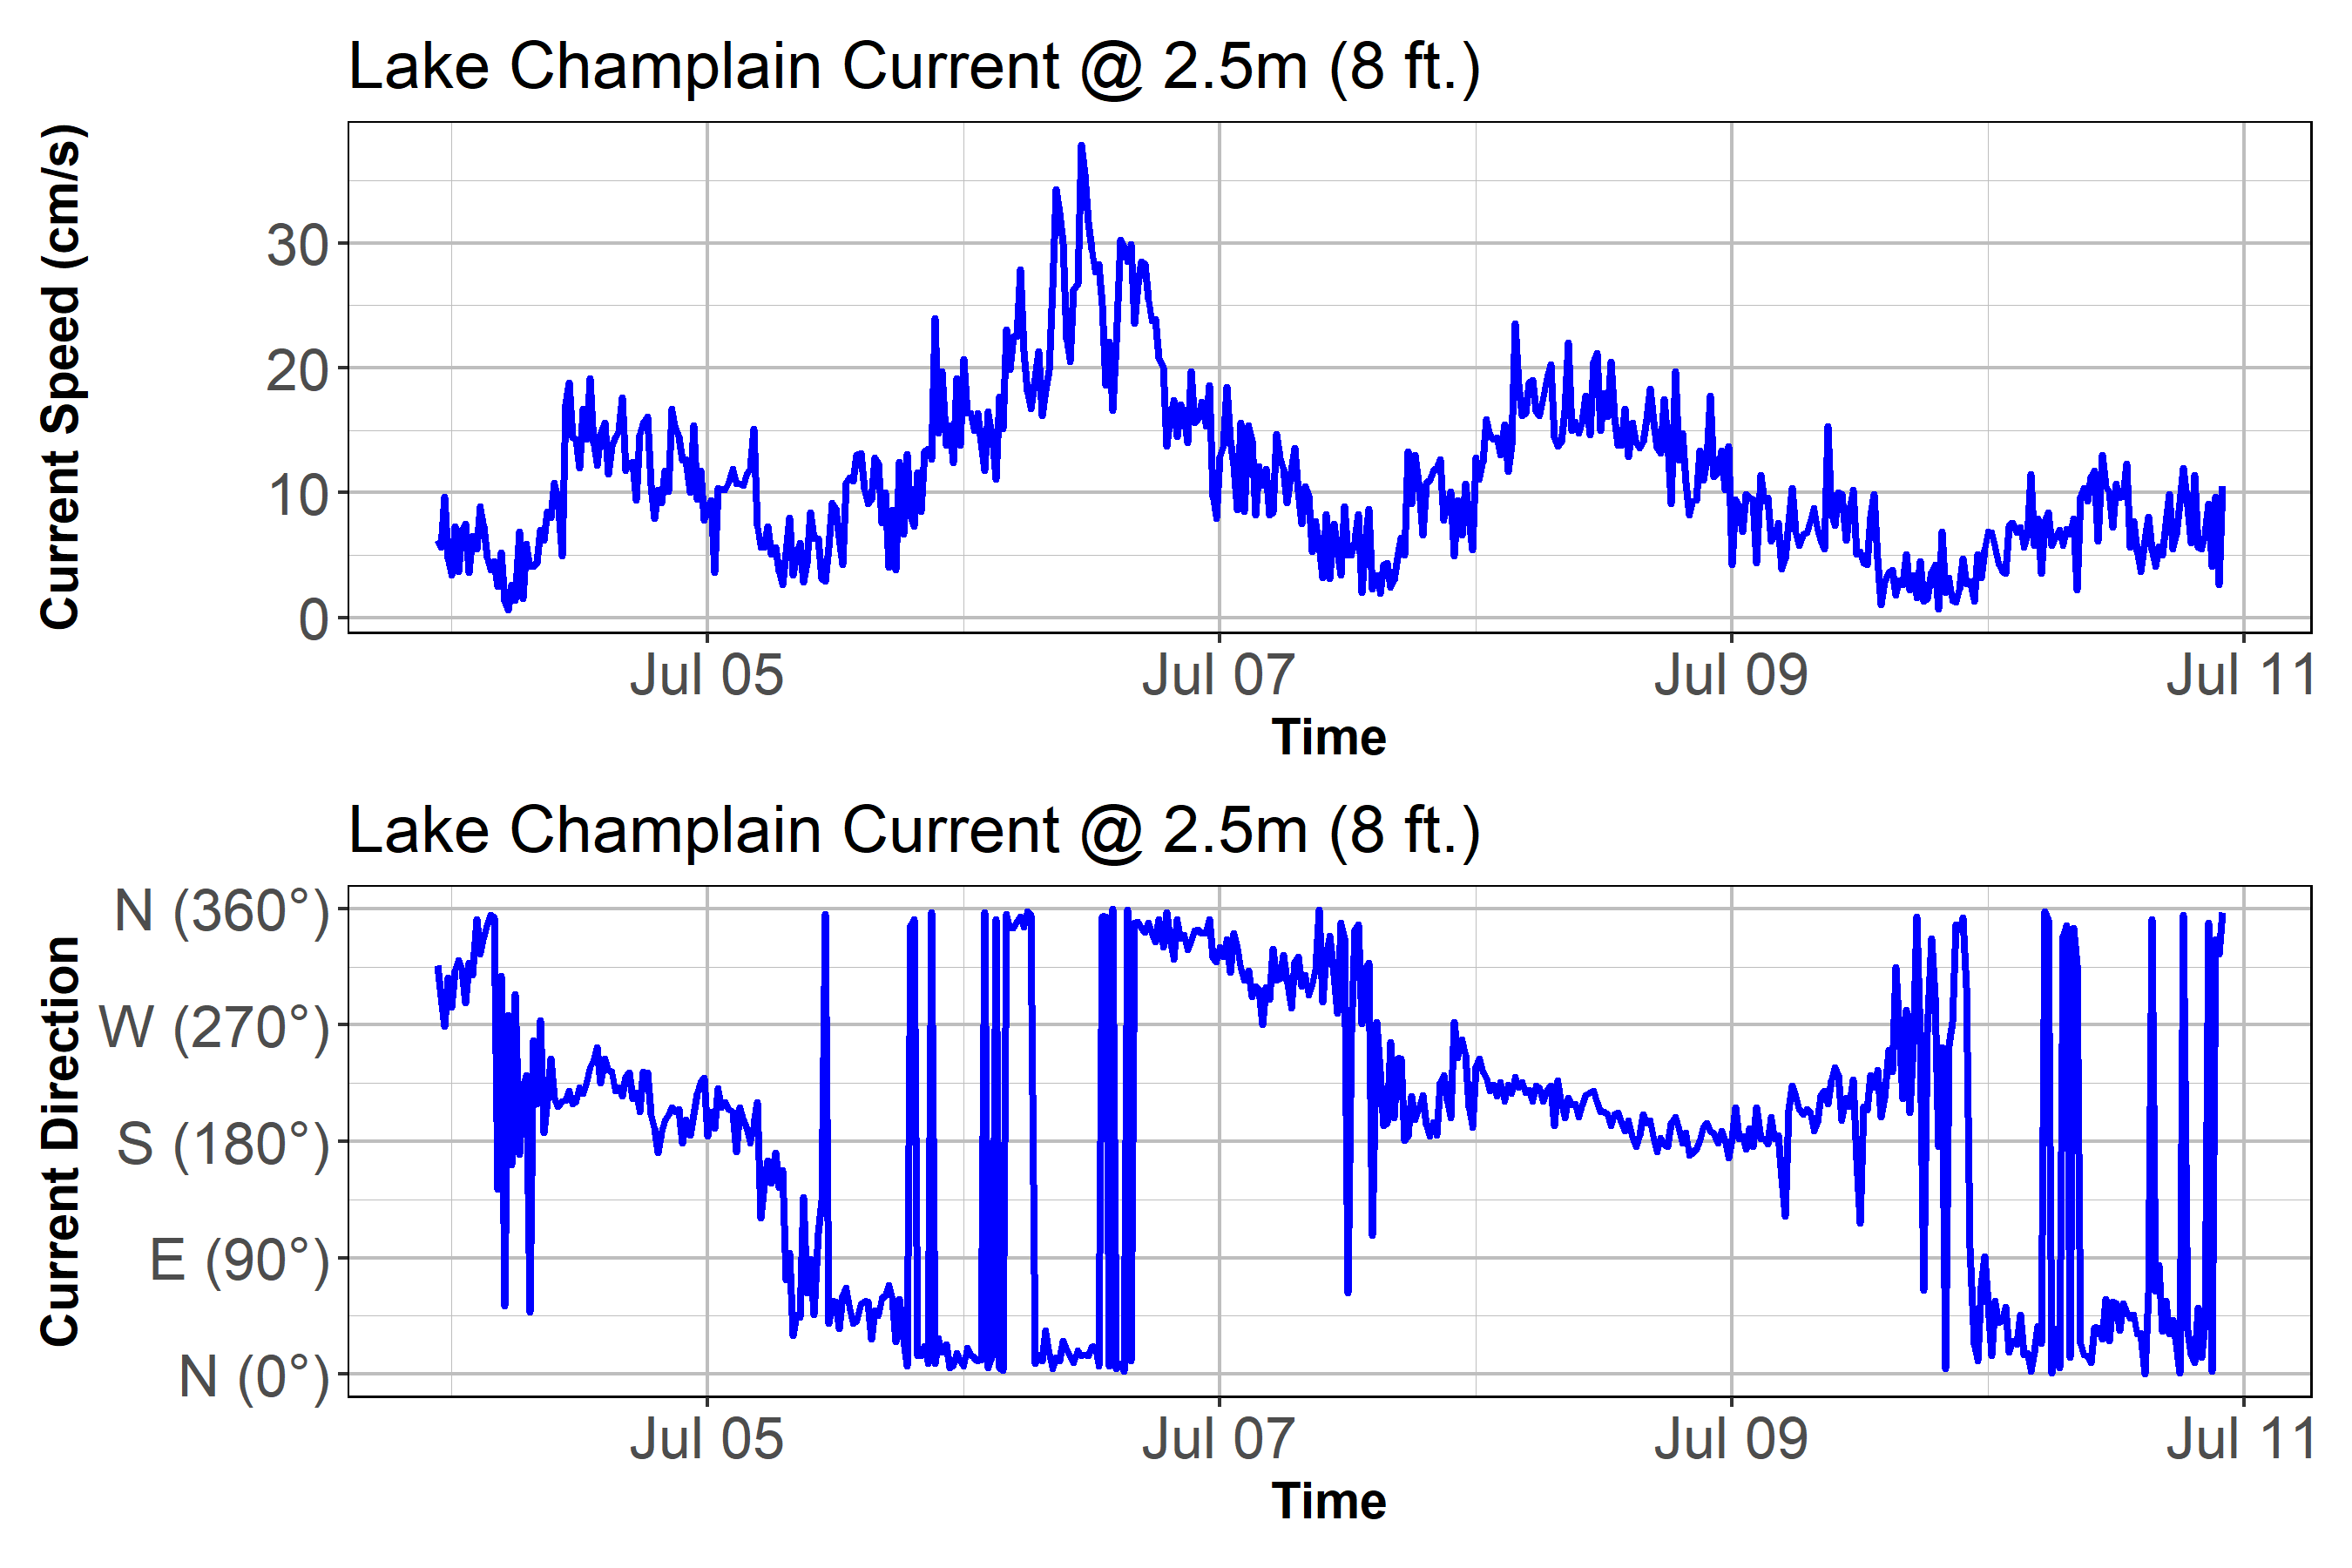 Lake Champlain Current @ 2.5m (8 ft.)
Current Speed (cm/s)
30
20
10
0
Jul 05 Jul 07 Jul 09 Jul 11
Time
Lake Champlain Current @ 2.5m (8 ft.)
Current Direction
N (360°)
W (270°)
S (180°)
E (90°)
N (0°)
Jul 05 Jul 07 Jul 09 Jul 11
Time